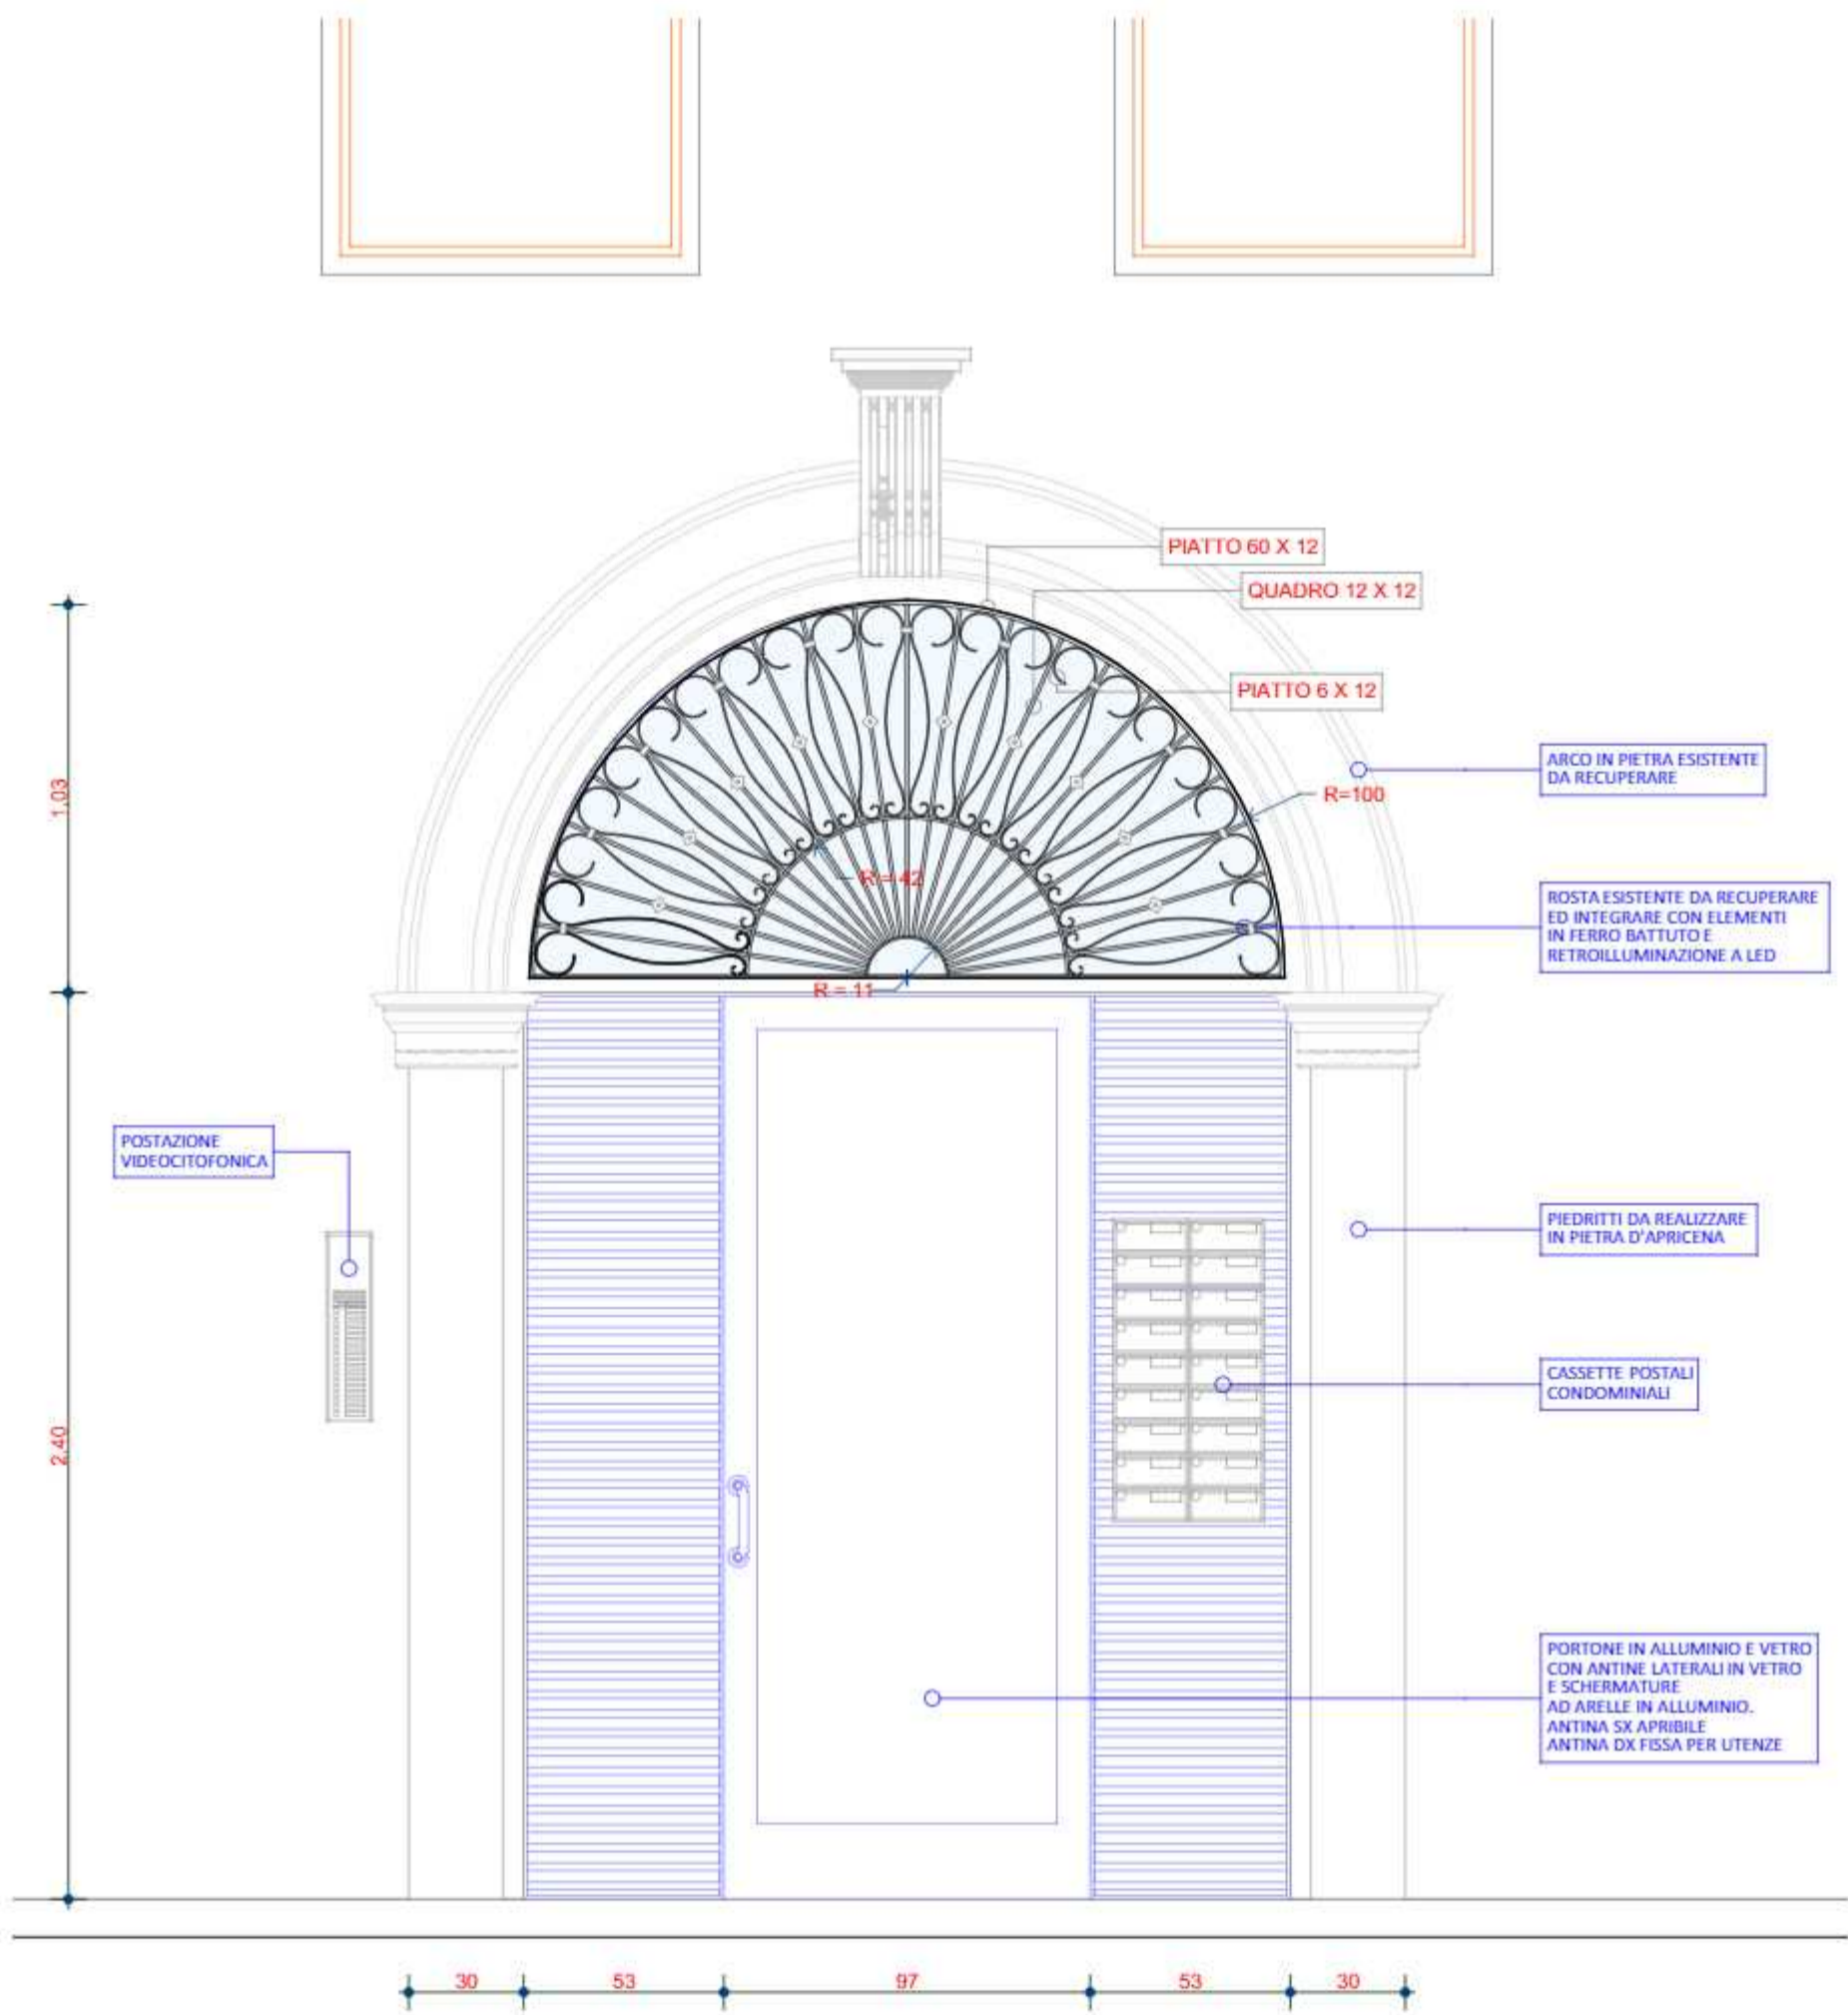 PIATTO 60 X 12
QUADRO 12 X 12
PIATTO 6 X 12
ARCO IN PIETRA ESISTENTE
DA RECUPERARE
1,03
R=100
R = 42
ROSTA ESISTENTE DA RECUPERARE
ED INTEGRARE CON ELEMENTI
IN FERRO BATTUTO E
RETROILLUMINAZIONE A LED
R = 11
POSTAZIONE
VIDEOCITOFONICA
PIEDRITTI DA REALIZZARE
IN PIETRA D'APRICENA
CASSETTE POSTALI
CONDOMINIALI
2,40
PORTONE IN ALLUMINIO E VETRO
CON ANTINE LATERALI IN VETRO
E SCHERMATURE
AD ARELLE IN ALLUMINIO.
ANTINA SX APRIBILE
ANTINA DX FISSA PER UTENZE
30 53 97 53 30